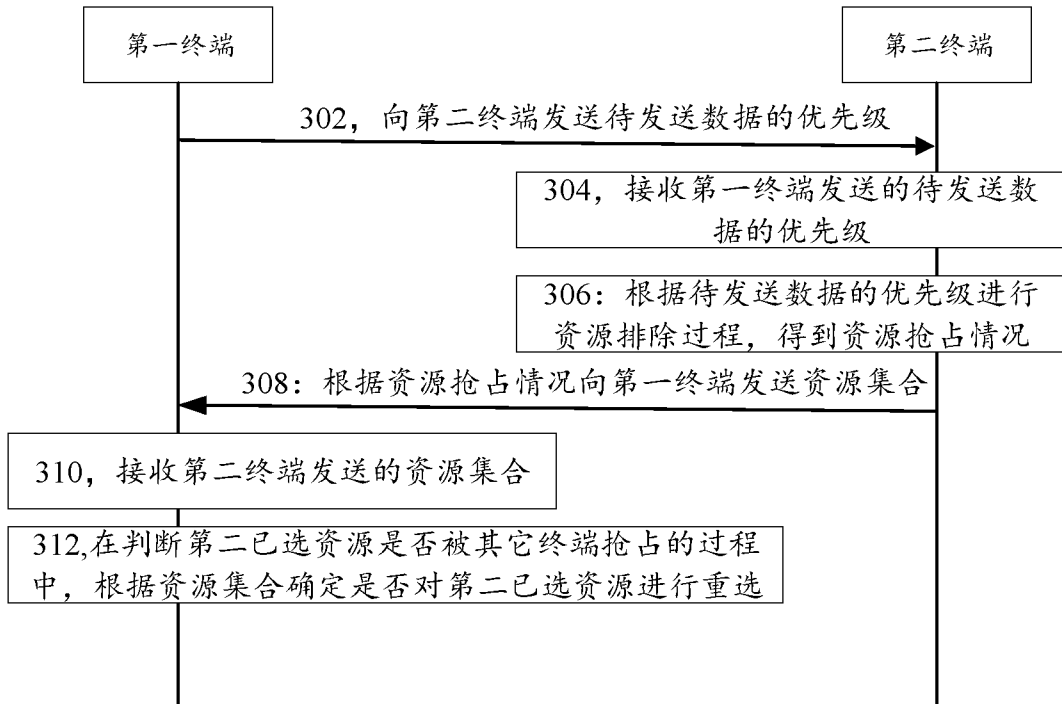 第一终端
第二终端
302，向第二终端发送待发送数据的优先级
304，接收第一终端发送的待发送数
据的优先级
306：根据待发送数据的优先级进行
资源排除过程，得到资源抢占情况
308：根据资源抢占情况向第一终端发送资源集合
310，接收第二终端发送的资源集合
312,在判断第二已选资源是否被其它终端抢占的过程
中，根据资源集合确定是否对第二已选资源进行重选